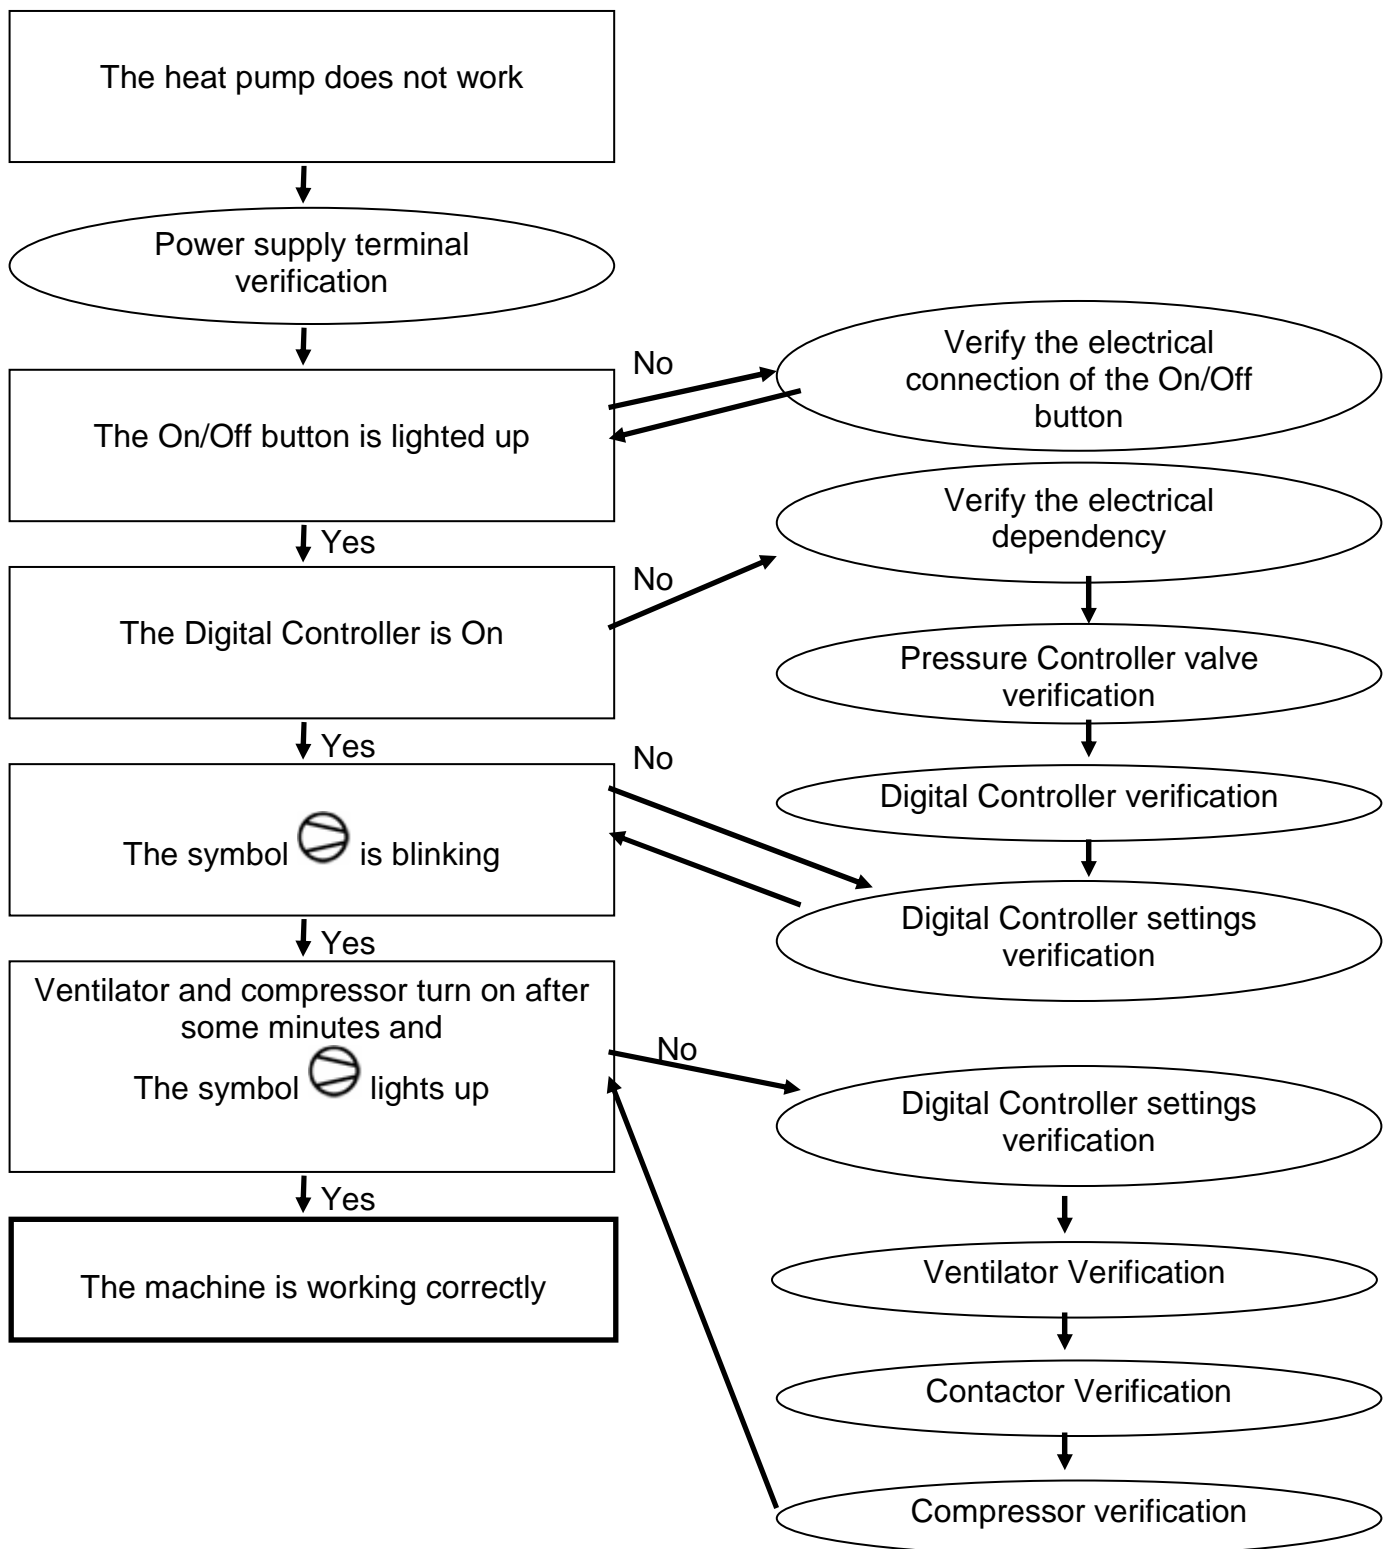 The heat pump does not work
Power supply terminal
verification
No
Verify the electrical
connection of the On/Off
button
The On/Off button is lighted up
Verify the electrical
dependency
Yes
No
The Digital Controller is On
Pressure Controller valve
verification
Yes
No
Digital Controller verification
The symbol is blinking
Digital Controller settings
verification
Yes
Ventilator and compressor turn on after
some minutes and
The symbol lights up
No
Digital Controller settings
verification
Yes
Ventilator Verification
The machine is working correctly
Contactor Verification
Compressor verification